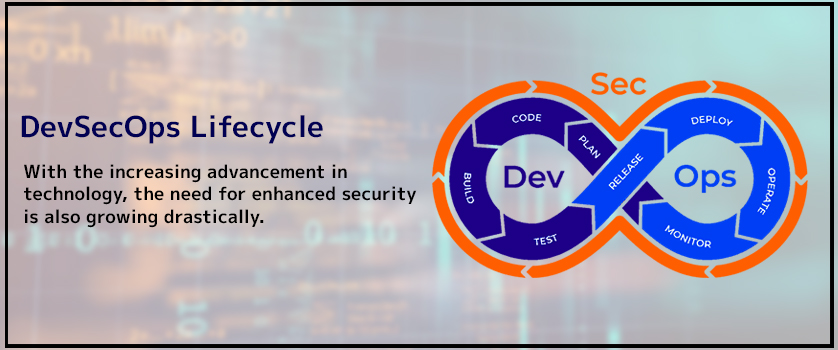 DevSecOps Lifecycle
With the increasing advancement in
technology, the need for enhanced security
is also growing drastically.
Sec
Dev
Ops
PLAN
CODE
BUILD
TEST
RELEASE
DEPLOY
OPERATE
MONITOR